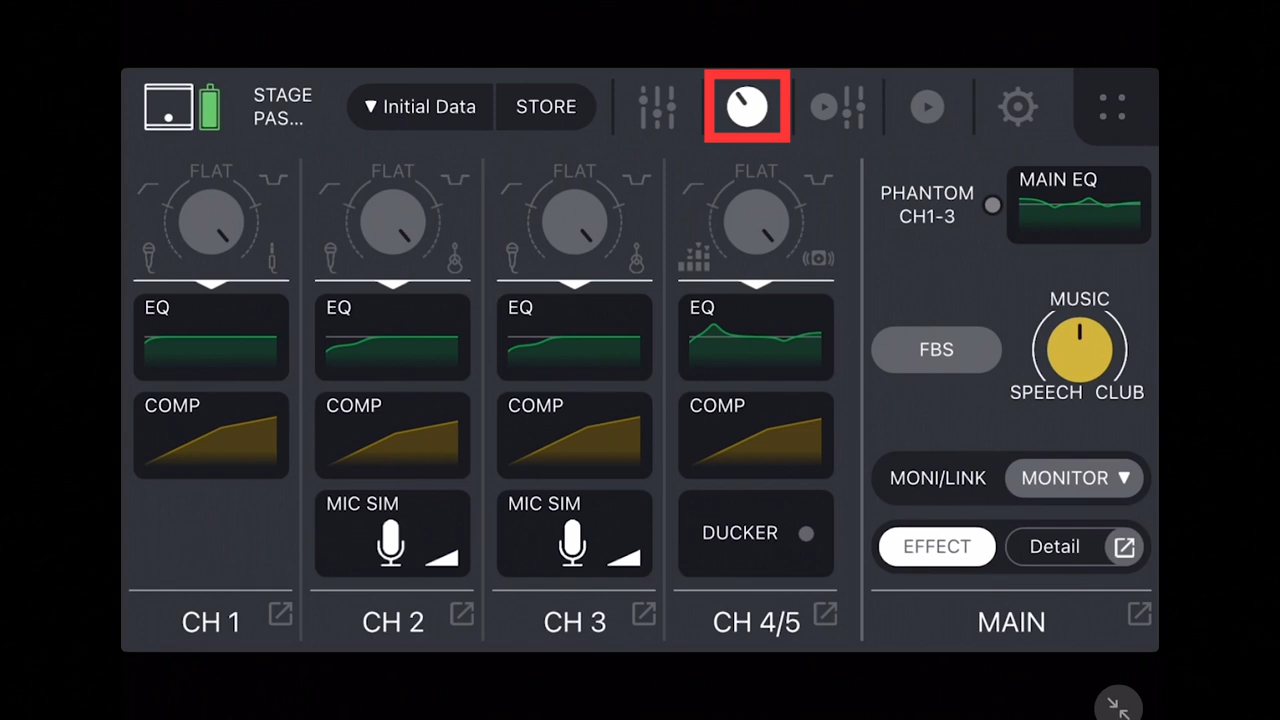 STAGE
PAS...
▼ Initial Data
STORE
FLAT
FLAT
FLAT
FLAT
PHANTOM
CH1-3
MAIN EQ
EQ
EQ
EQ
EQ
MUSIC
FBS
SPEECH
CLUB
COMP
COMP
COMP
COMP
MONI/LINK
MONITOR ▼
MIC SIM
MIC SIM
DUCKER
EFFECT
Detail
CH 1
CH 2
CH 3
CH 4/5
MAIN